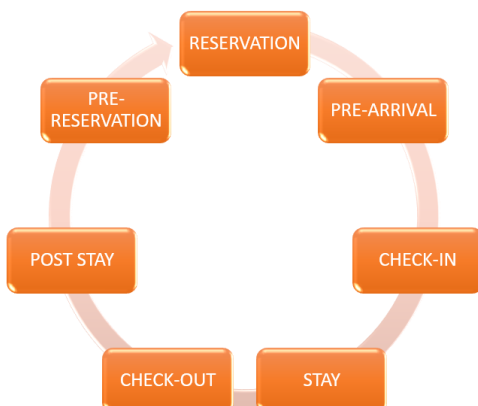 RESERVATION
PRE-ARRIVAL
CHECK-IN
STAY
CHECK-OUT
POST STAY
PRE-
RESERVATION